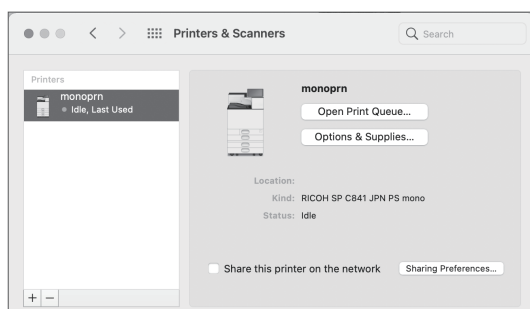 Printers & Scanners
Search
Printers
monoprn
Idle, Last Used
monoprn
Open Print Queue...
Options & Supplies...
Location:
Kind: RICOH SP C841 JPN PS mono
Status: Idle
Share this printer on the network
Sharing Preferences...
+ −